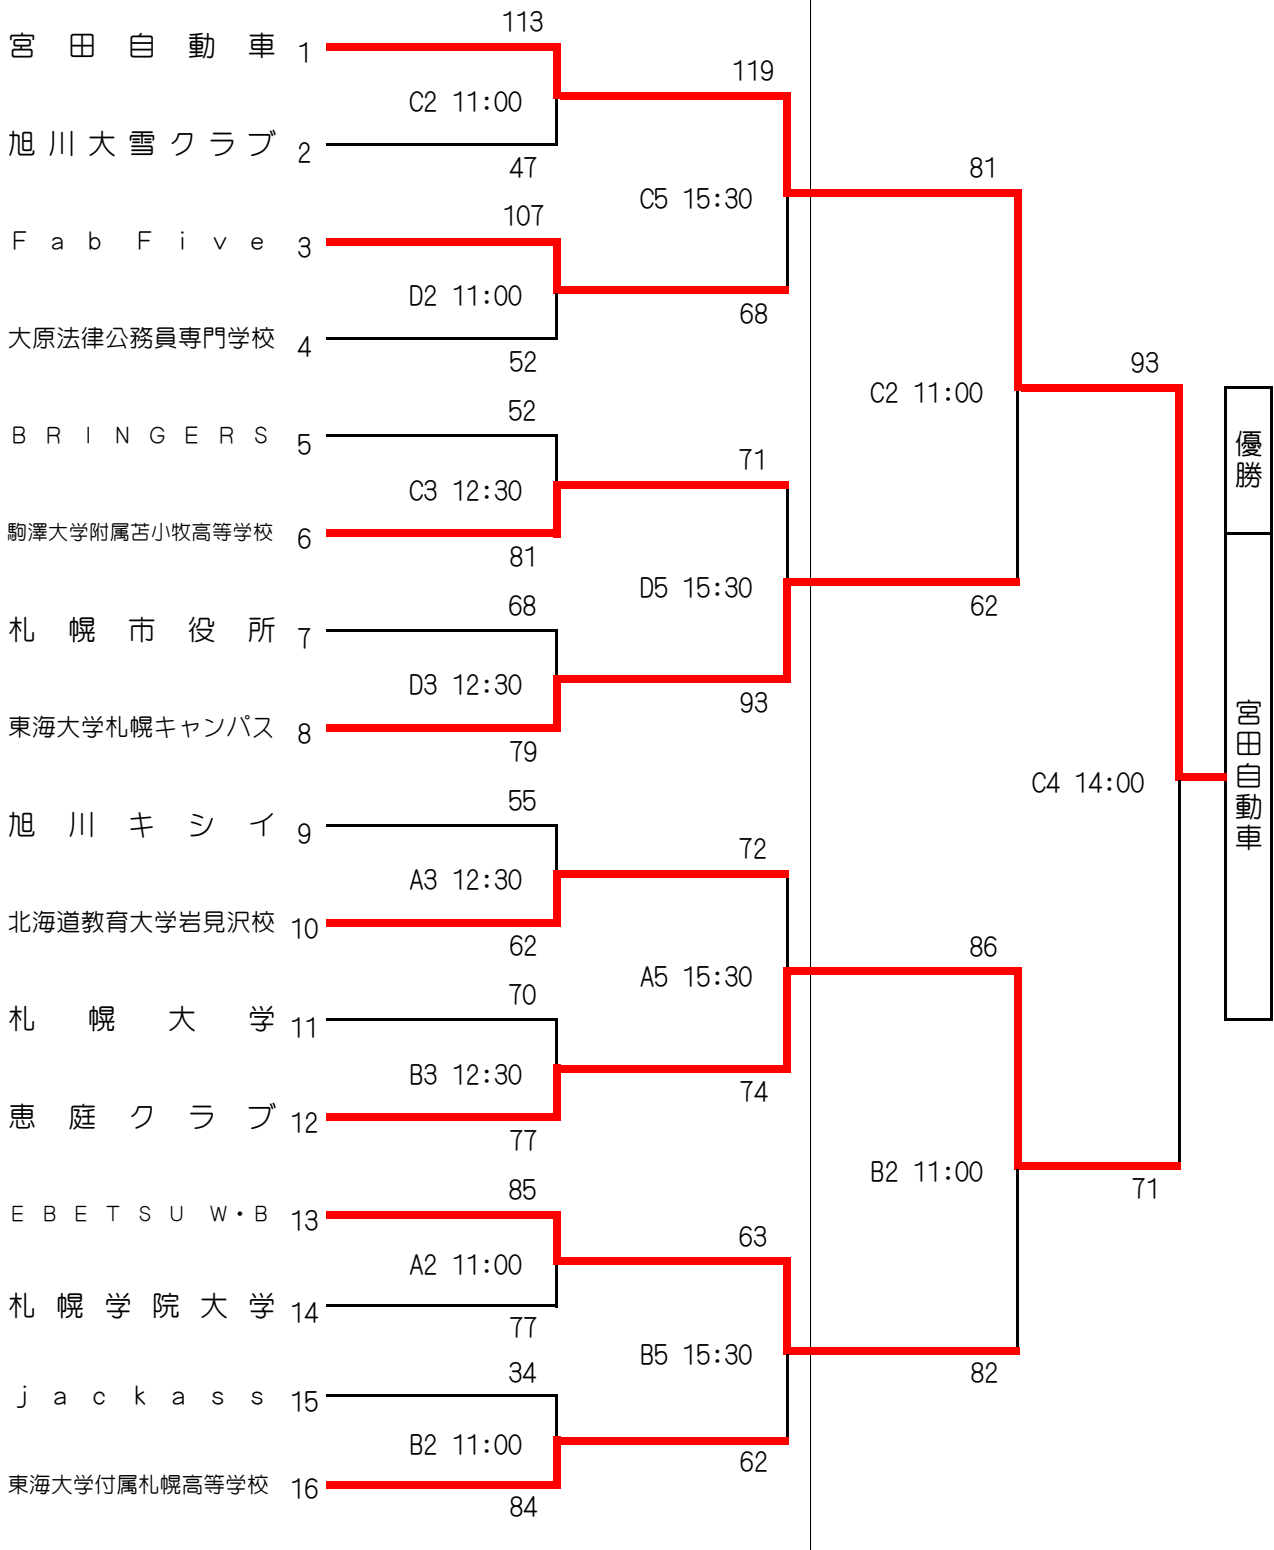 113
宮田自動車 1
119
C2 11:00
旭川大雪クラブ 2
47
81
C5 15:30
107
Fab Five 3
D2 11:00
68
大原法律公務員専門学校 4
52
93
C2 11:00
52
BRINGERS 5
優勝
71
C3 12:30
駒澤大学附属苫小牧高等学校 6
81
D5 15:30
68
62
札幌市役所 7
D3 12:30
93
東海大学札幌キャンパス 8
79
宮田自動車
C4 14:00
55
旭川キシイ 9
72
A3 12:30
北海道教育大学岩見沢校 10
62
86
A5 15:30
70
札幌大学 11
B3 12:30
74
恵庭クラブ 12
77
B2 11:00
85
71
EBETSU W・B 13
63
A2 11:00
札幌学院大学 14
77
B5 15:30
34
82
jackass 15
B2 11:00
62
東海大学付属札幌高等学校 16
84